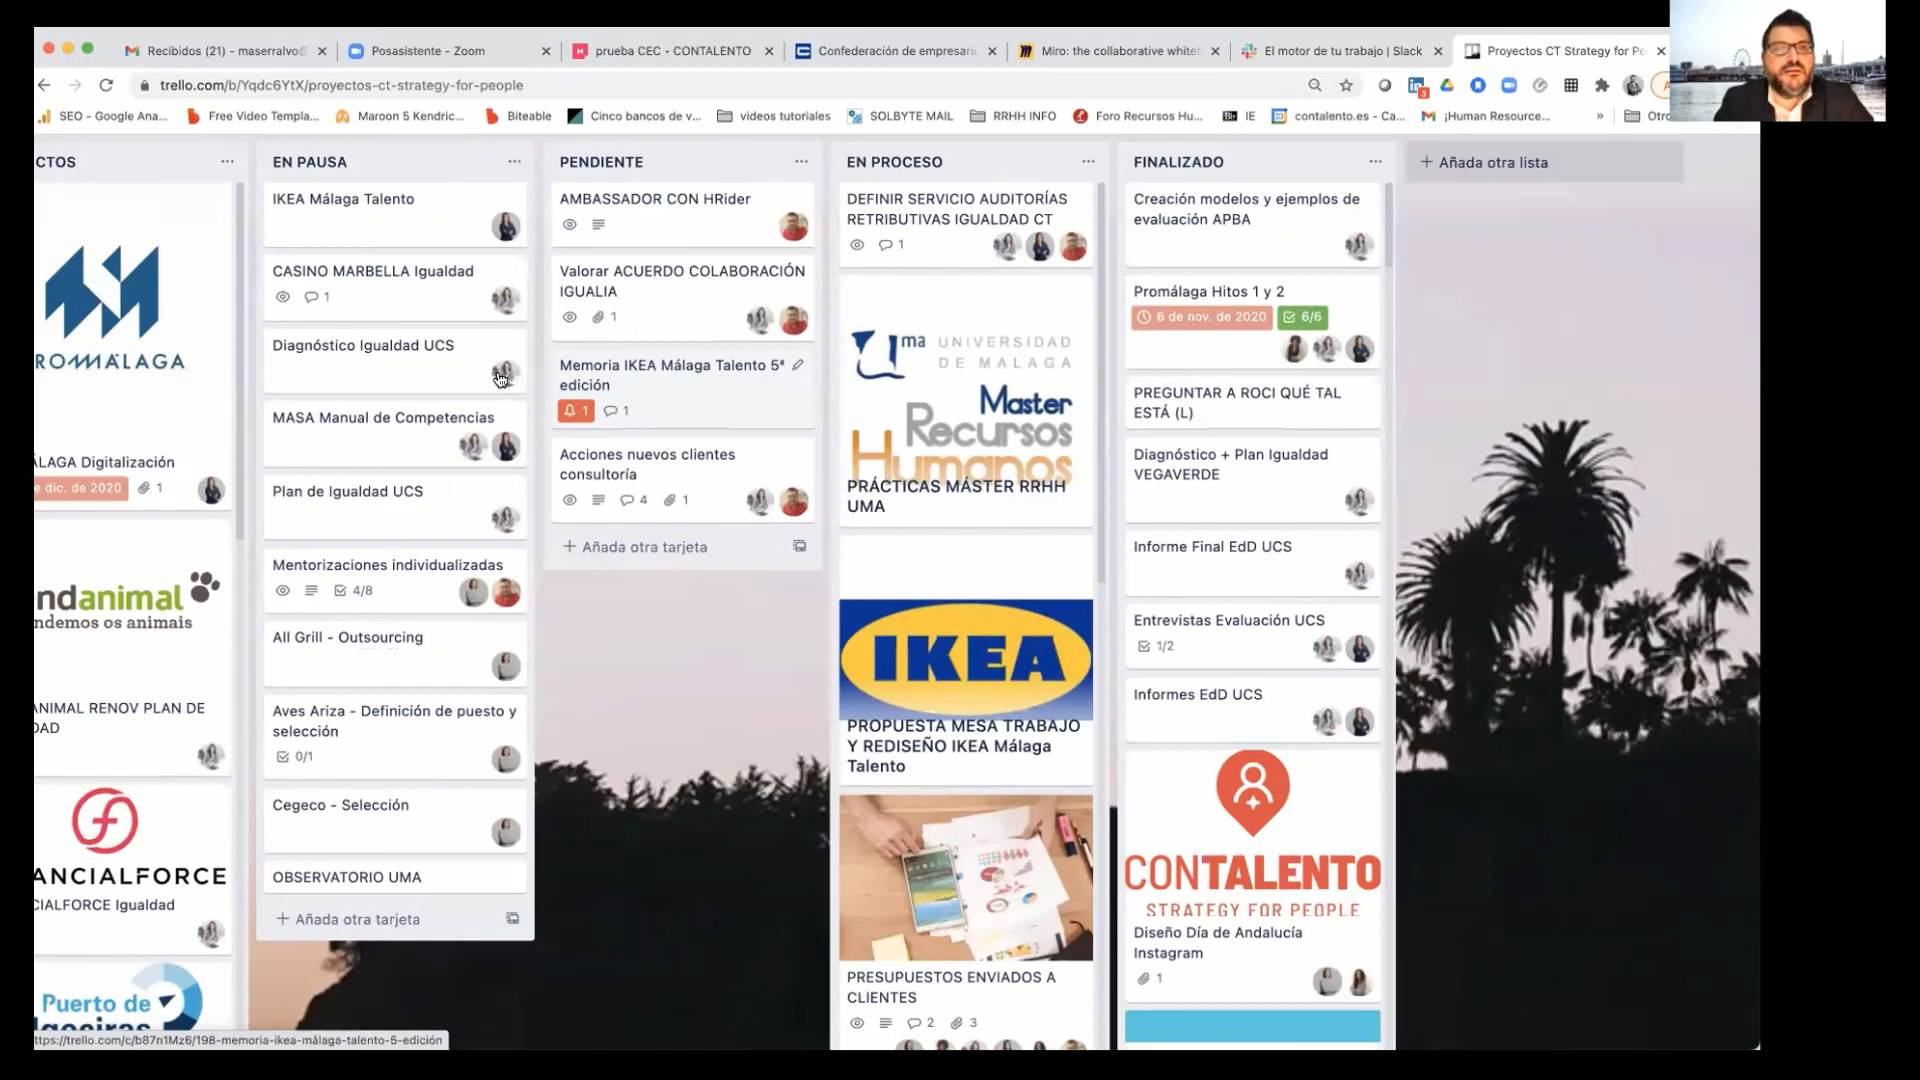 Recibidos (21) - maserralvo@
Posasistente - Zoom
prueba CEC • CONTALENTO
Confederación de empresari
Miro: the collaborative white
El motor de tu trabajo | Slack
Proyectos CT Strategy for Pe
trello.com/b/Yqdc6YtX/proyectos-ct-strategy-for-people
3
SEO - Google Ana...
Free Video Templa...
Maroon 5 Kendric...
Biteable
Cinco bancos de v...
videos tutoriales
SOLBYTE MAIL
RRHH INFO
Foro Recursos Hu...
IE
contalento.es - Ca...
¡Human Resource...
»
Otro
CTOS
ROMÁLAGA
ÁLAGA Digitalización
e dic. de 2020
1
ndanimal
ndemos os animais
ANIMAL RENOV PLAN DE
DAD
ANCIALFORCE
CIALFORCE Igualdad
Puerto de
lgeciras
EN PAUSA
IKEA Málaga Talento
CASINO MARBELLA Igualdad
1
Diagnóstico Igualdad UCS
MASA Manual de Competencias
Plan de Igualdad UCS
Mentorizaciones individualizadas
4/8
All Grill - Outsourcing
Aves Ariza - Definición de puesto y
selección
0/1
Cegeco - Selección
OBSERVATORIO UMA
+ Añada otra tarjeta
PENDIENTE
AMBASSADOR CON HRider
Valorar ACUERDO COLABORACIÓN
IGUALIA
1
Memoria IKEA Málaga Talento 5ª
edición
1
1
Acciones nuevos clientes
consultoría
4
1
+ Añada otra tarjeta
EN PROCESO
DEFINIR SERVICIO AUDITORÍAS
RETRIBUTIVAS IGUALDAD CT
1
uma UNIVERSIDAD
DE MALAGA
Master
Recursos
Humanos
PRÁCTICAS MÁSTER RRHH
UMA
IKEA
PROPUESTA MESA TRABAJO
Y REDISEÑO IKEA Málaga
Talento
PRESUPUESTOS ENVIADOS A
CLIENTES
2
3
FINALIZADO
Creación modelos y ejemplos de
evaluación APBA
Promálaga Hitos 1 y 2
6 de nov. de 2020
6/6
PREGUNTAR A ROCI QUÉ TAL
ESTÁ (L)
Diagnóstico + Plan Igualdad
VEGAVERDE
Informe Final EdD UCS
Entrevistas Evaluación UCS
1/2
Informes EdD UCS
CONTALENTO
STRATEGY FOR PEOPLE
Diseño Día de Andalucía
Instagram
1
+ Añada otra lista
ttps://trello.com/c/b87n1Mz6/198-memoria-ikea-málaga-talento-5-edición